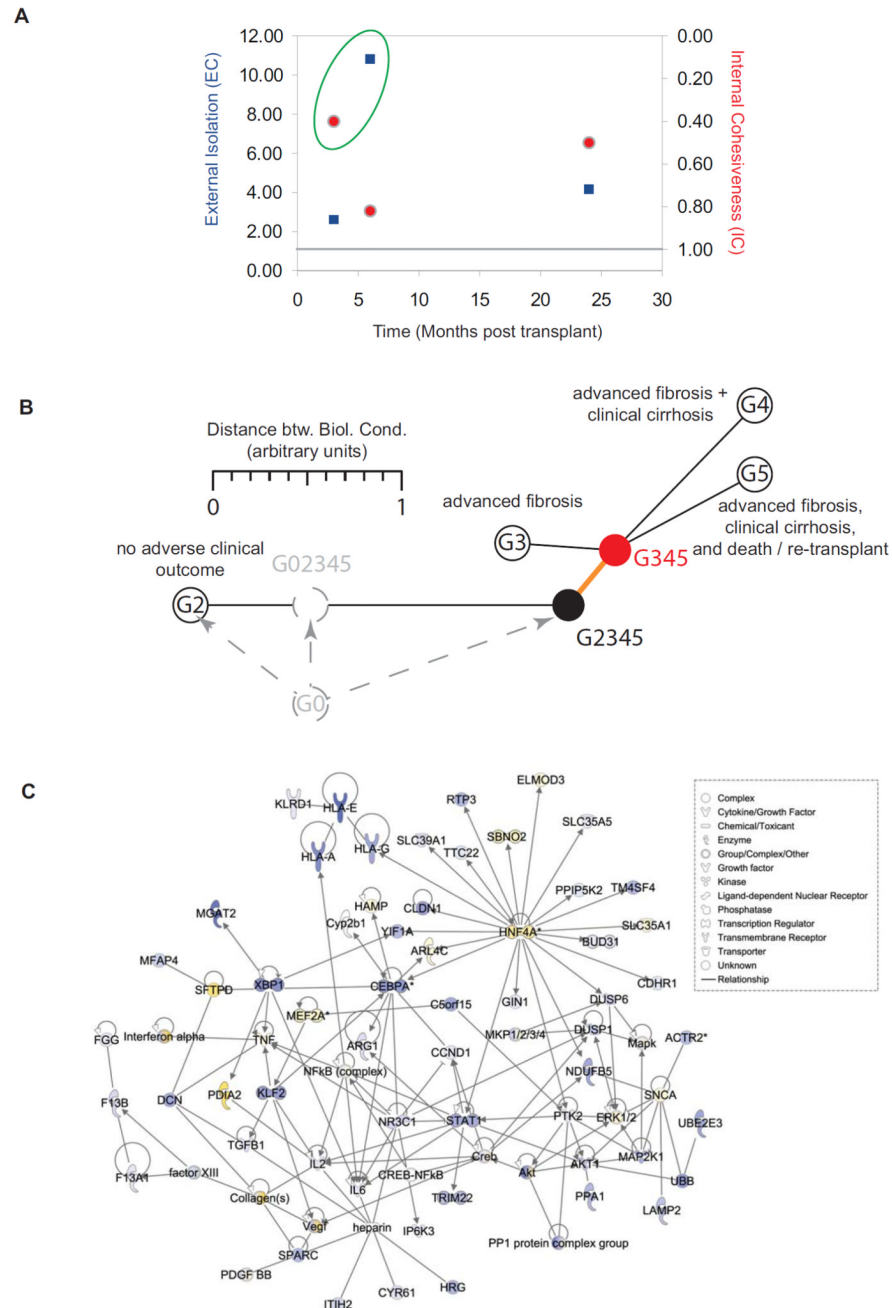 A
12.00
10.00
8.00
6.00
4.00
2.00
0.00
External Isolation (EC)
0.00
0.20
0.40
0.60
0.80
1.00
Internal Cohesiveness (IC)
0 5 10 15 20 25 30
Time (Months post transplant)
B
Distance btw. Biol. Cond.
(arbitrary units)
0 1
advanced fibrosis +
clinical cirrhosis
G4
G5
advanced fibrosis
advanced fibrosis,
clinical cirrhosis,
and death / re-transplant
G3
G345
no adverse clinical
outcome
G02345
G2
G2345
G0
C
KLRD1
HLA-E
HLA-A
HLA-G
RTP3
ELMOD3
SLC39A1
TTC22
SBNO2
SLC35A5
PPIP5K2
TM4SF4
MGAT2
HAMP
CLDN1
Cyp2b1
YIF1A
HNF4A*
SLC35A1
BUD31
ARL4C
MFAP4
SFTPD
XBP1
CEBPA*
CDHR1
C5orf15
GIN1
DUSP6
MEF2A*
FGG
Interferon alpha
TNF
ARG1
CCND1
MKP1/2/3/4
DUSP1
Mapk
ACTR2*
NFkB (complex)
NDUFB5
F13B
DCN
PDIA2
KLF2
SNCA
TGFB1
NR3C1
STAT1
PTK2
ERK1/2
UBE2E3
F13A1
factor XIII
IL2
CREB-NFkB
Creb
Akt
AKT1
MAP2K1
UBB
Collagen(s)
IL6
TRIM22
PPA1
LAMP2
Vegf
heparin
IP6K3
SPARC
PP1 protein complex group
PDGF BB
ITIH2
CYR61
HRG
Complex
Cytokine/Growth Factor
Chemical/Toxicant
Enzyme
Group/Complex/Other
Growth factor
Kinase
Ligand-dependent Nuclear Receptor
Phosphatase
Transcription Regulator
Transmembrane Receptor
Transporter
Unknown
Relationship